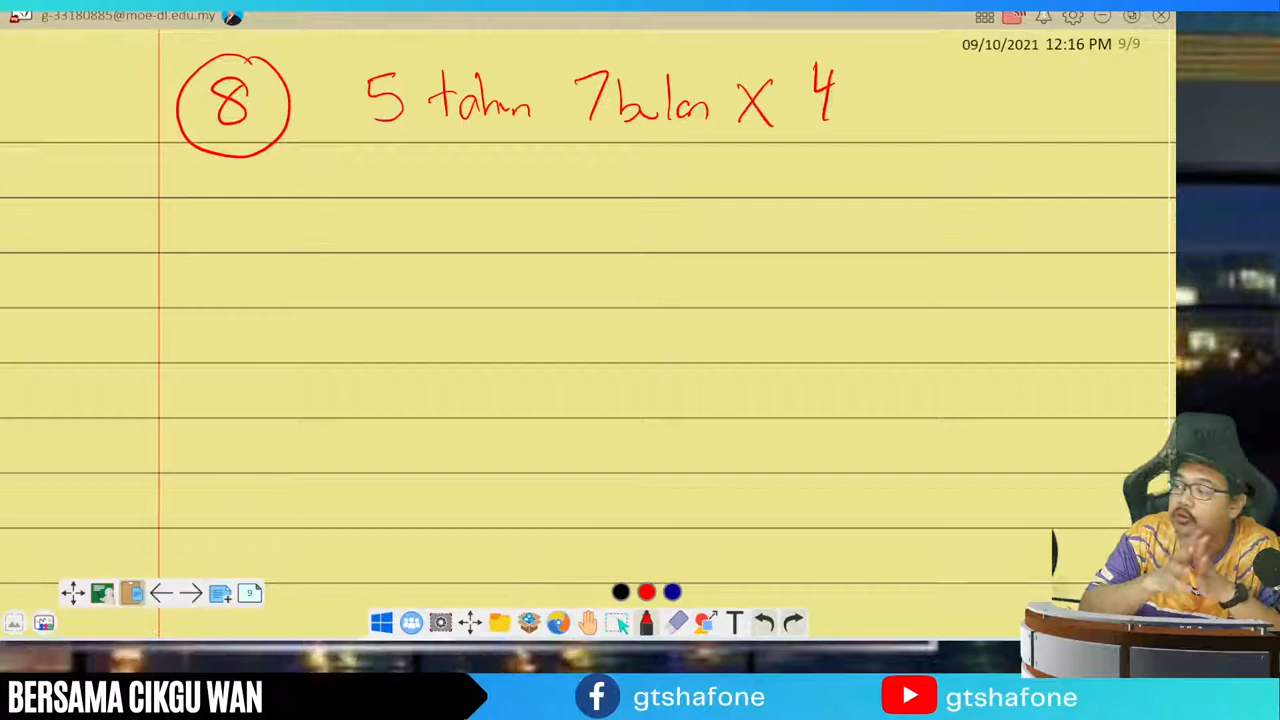 g-33180885@moe-dl.edu.my
09/10/2021 12:16 PM 9/9
8 5 tahun 7 bulan X 4
9
T
BERSAMA CIKGU WAN
gtshafone
gtshafone